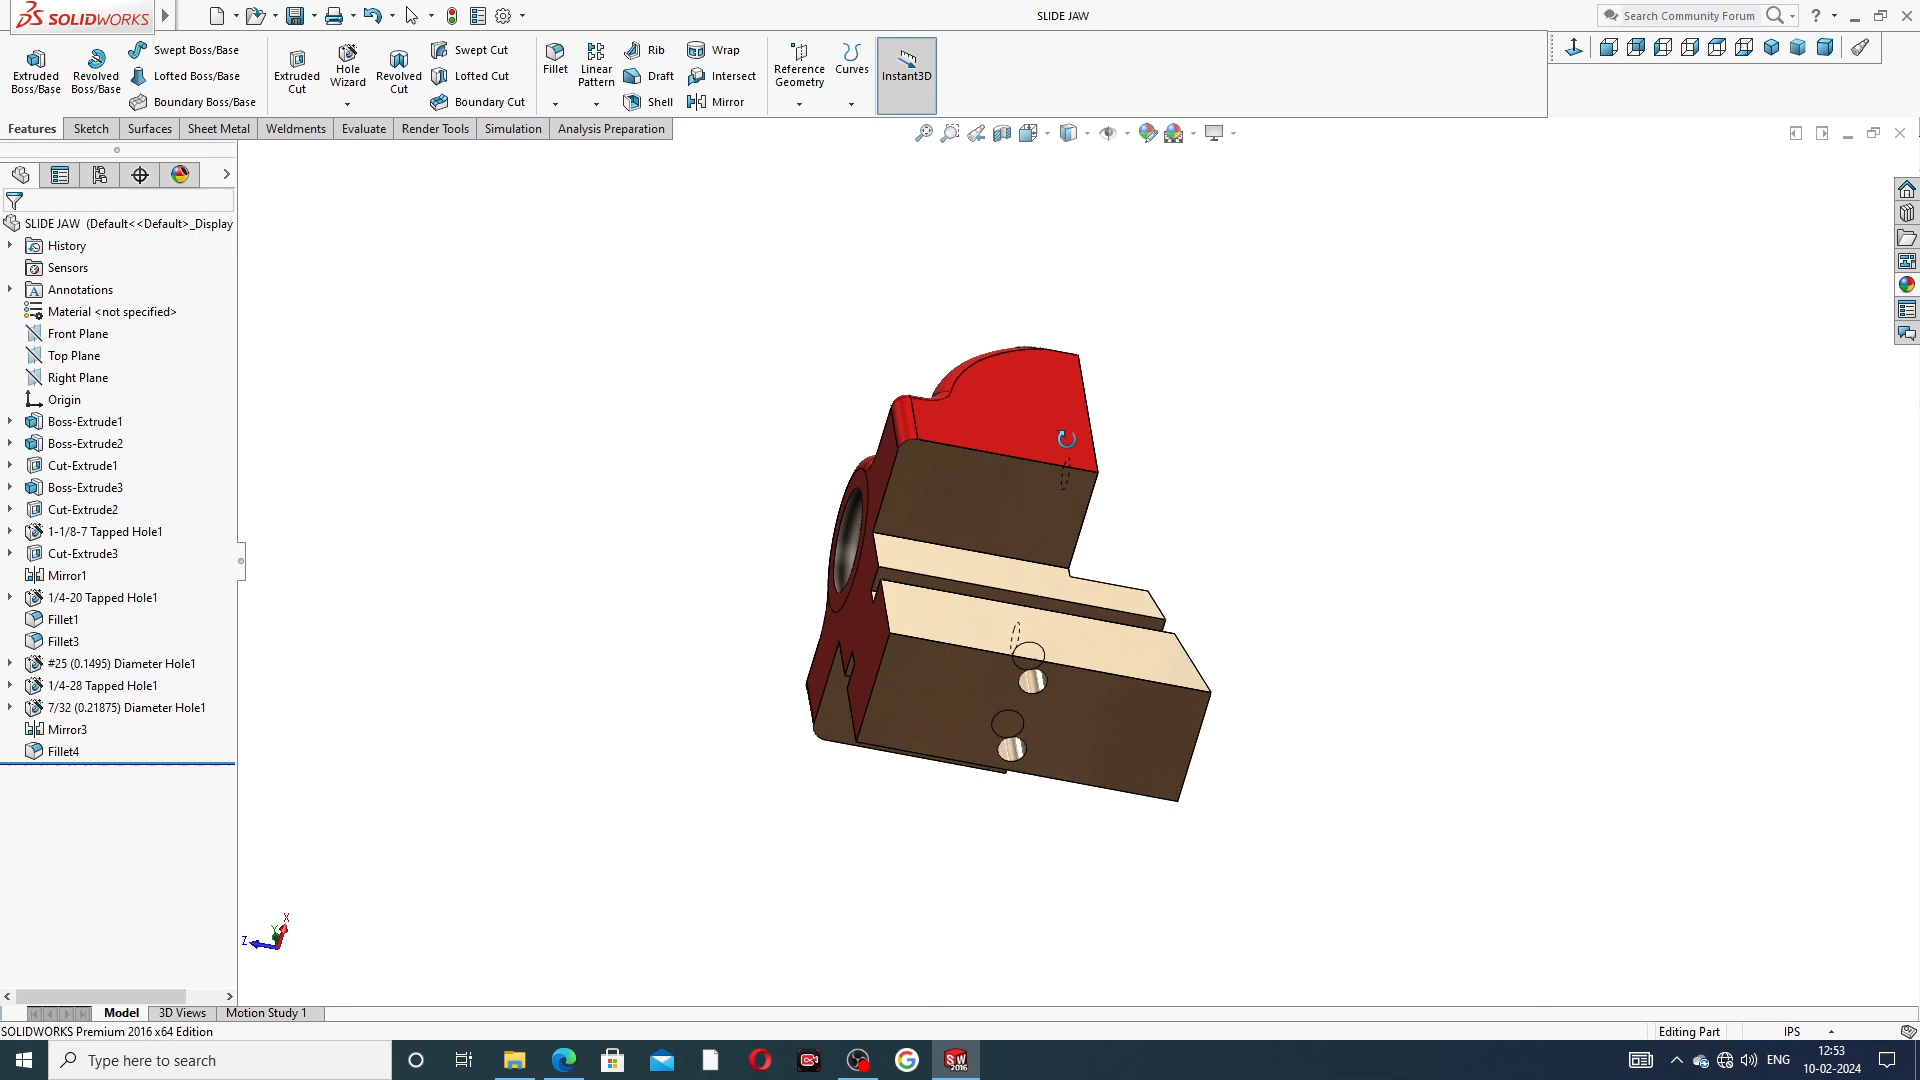 SOLIDWORKS
SLIDE JAW
Search Community Forum
?
Extruded Boss/Base
Revolved Boss/Base
Swept Boss/Base
Lofted Boss/Base
Boundary Boss/Base
Extruded Cut
Hole Wizard
Revolved Cut
Swept Cut
Lofted Cut
Boundary Cut
Fillet
Linear Pattern
Rib
Draft
Shell
Wrap
Intersect
Mirror
Reference Geometry
Curves
Instant3D
Features
Sketch
Surfaces
Sheet Metal
Weldments
Evaluate
Render Tools
Simulation
Analysis Preparation
SLIDE JAW (Default<<Default>_Display
History
Sensors
Annotations
Material <not specified>
Front Plane
Top Plane
Right Plane
Origin
Boss-Extrude1
Boss-Extrude2
Cut-Extrude1
Boss-Extrude3
Cut-Extrude2
1-1/8-7 Tapped Hole1
Cut-Extrude3
Mirror1
1/4-20 Tapped Hole1
Fillet1
Fillet3
#25 (0.1495) Diameter Hole1
1/4-28 Tapped Hole1
7/32 (0.21875) Diameter Hole1
Mirror3
Fillet4
X
Y
Z
Model
3D Views
Motion Study 1
SOLIDWORKS Premium 2016 x64 Edition
Editing Part
IPS
Type here to search
SW
2016
ENG
12:53
10-02-2024